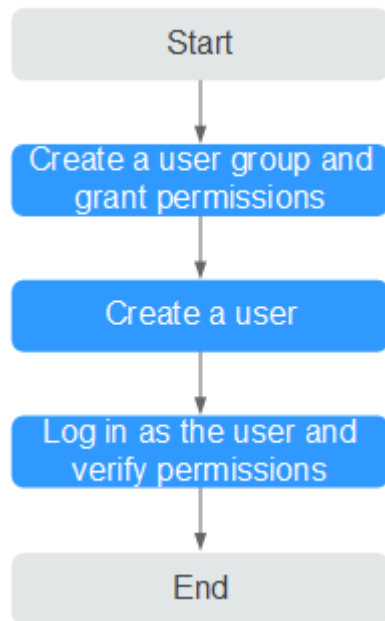 Start
Create a user group and
grant permissions
Create a user
Log in as the user and
verify permissions
End